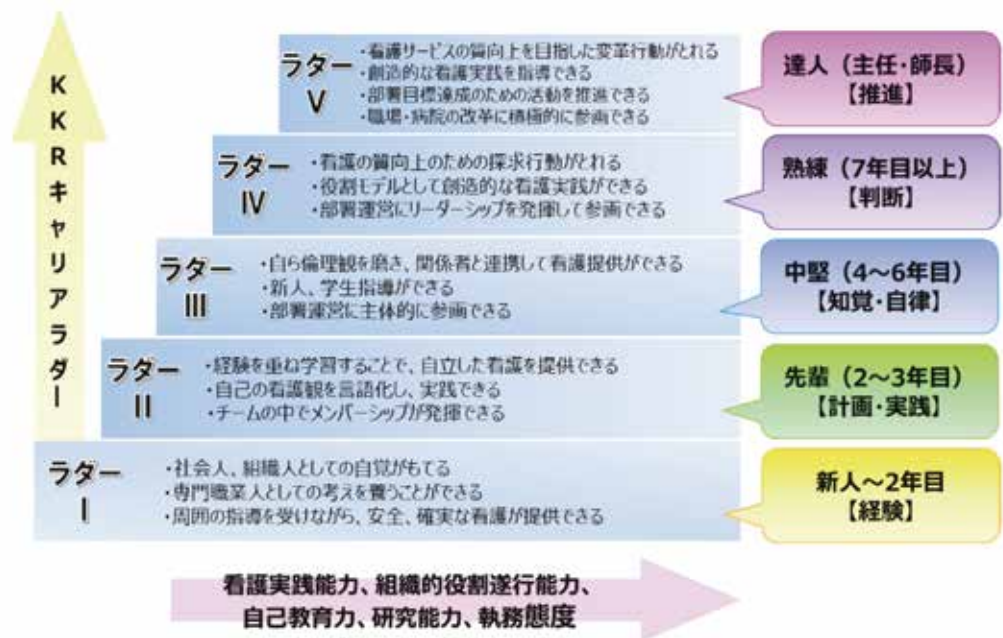 KKRキャリアラダー
ラダー
V
・看護サービスの質向上を目指した変革行動がとれる
・創造的な看護実践を指導できる
・部署目標達成のための活動を推進できる
・職場・病院の改革に積極的に参画できる
達人（主任・師長）
【推進】
ラダー
IV
・看護の質向上のための探求行動がとれる
・役割モデルとして創造的な看護実践ができる
・部署運営にリーダーシップを発揮して参画できる
熟練（7年目以上）
【判断】
ラダー
III
・自ら倫理観を磨き、関係者と連携して看護提供ができる
・新人、学生指導ができる
・部署運営に主体的に参画できる
中堅（4～6年目）
【知覚・自律】
ラダー
II
・経験を重ね学習することで、自立した看護を提供できる
・自己の看護観を言語化し、実践できる
・チームの中でメンバーシップが発揮できる
先輩（2～3年目）
【計画・実践】
ラダー
I
・社会人、組織人としての自覚がもてる
・専門職業人としての考えを養うことができる
・周囲の指導を受けながら、安全、確実な看護が提供できる
新人～2年目
【経験】
看護実践能力、組織的役割遂行能力、
自己教育力、研究能力、執務態度